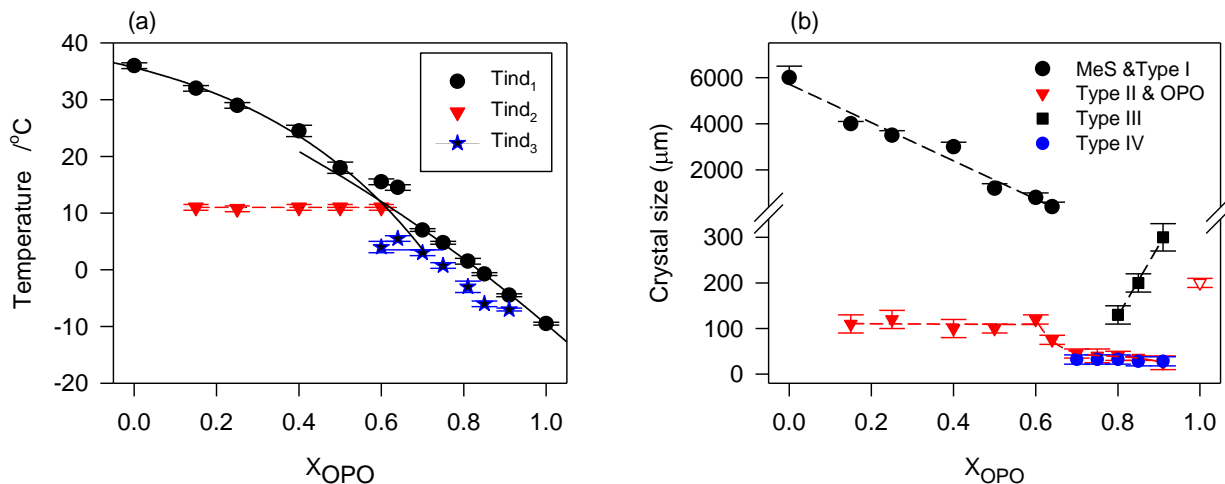 (a)
40
30
20
10
0
-10
-20
Temperature /°C
Tind1
Tind2
Tind3
0.0 0.2 0.4 0.6 0.8 1.0
XOPO
(b)
6000
4000
2000
300
200
100
0
Crystal size (μm)
MeS &Type I
Type II & OPO
Type III
Type IV
0.0 0.2 0.4 0.6 0.8 1.0
XOPO